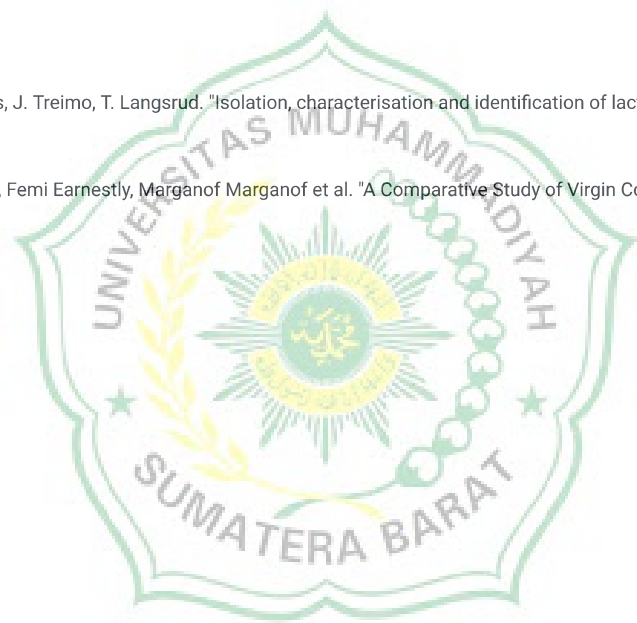 s, J. Treimo, T. Langsrud. "Isolation, characterisation and identification of lac
UNIVERSITAS MUHAMMADIYAH
, Femi Earnestly, Marganof Marganof et al. "A Comparative Study of Virgin Co
محمدية
SUMATERA BARAT